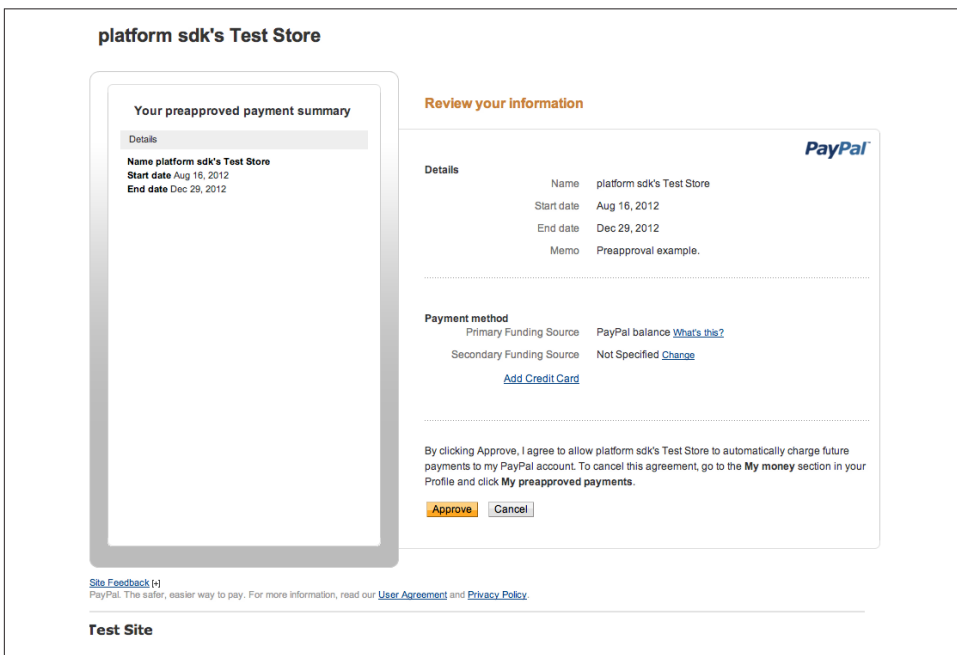 platform sdk's Test Store
Your preapproved payment summary
Details
Name platform sdk's Test Store
Start date Aug 16, 2012
End date Dec 29, 2012
Review your information
PayPal™
Details
Name platform sdk's Test Store
Start date Aug 16, 2012
End date Dec 29, 2012
Memo Preapproval example.
Payment method
Primary Funding Source PayPal balance What's this?
Secondary Funding Source Not Specified Change
Add Credit Card
By clicking Approve, I agree to allow platform sdk's Test Store to automatically charge future
payments to my PayPal account. To cancel this agreement, go to the My money section in your
Profile and click My preapproved payments.
Approve Cancel
Site Feedback [+]
PayPal. The safer, easier way to pay. For more information, read our User Agreement and Privacy Policy.
Test Site